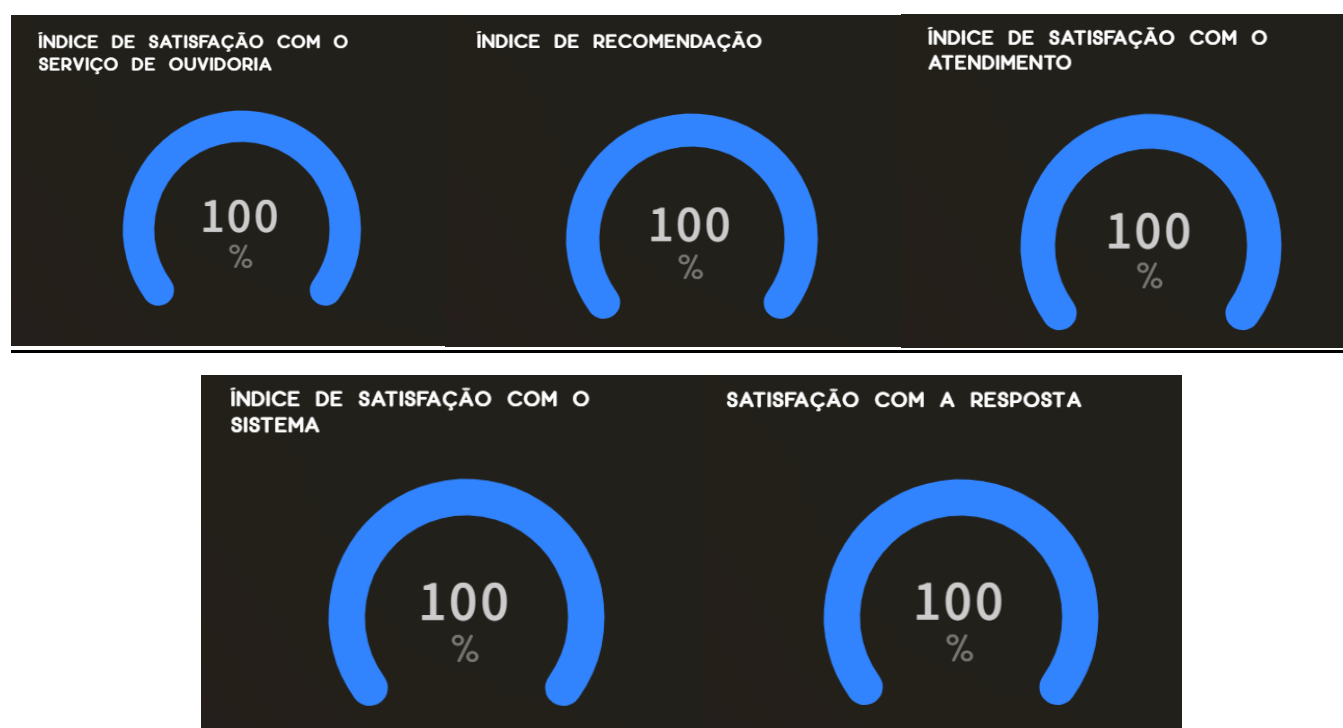 ÍNDICE DE SATISFAÇÃO COM O
SERVIÇO DE OUVIDORIA
100
%
ÍNDICE DE RECOMENDAÇÃO
100
%
ÍNDICE DE SATISFAÇÃO COM O
ATENDIMENTO
100
%
ÍNDICE DE SATISFAÇÃO COM O
SISTEMA
100
%
SATISFAÇÃO COM A RESPOSTA
100
%